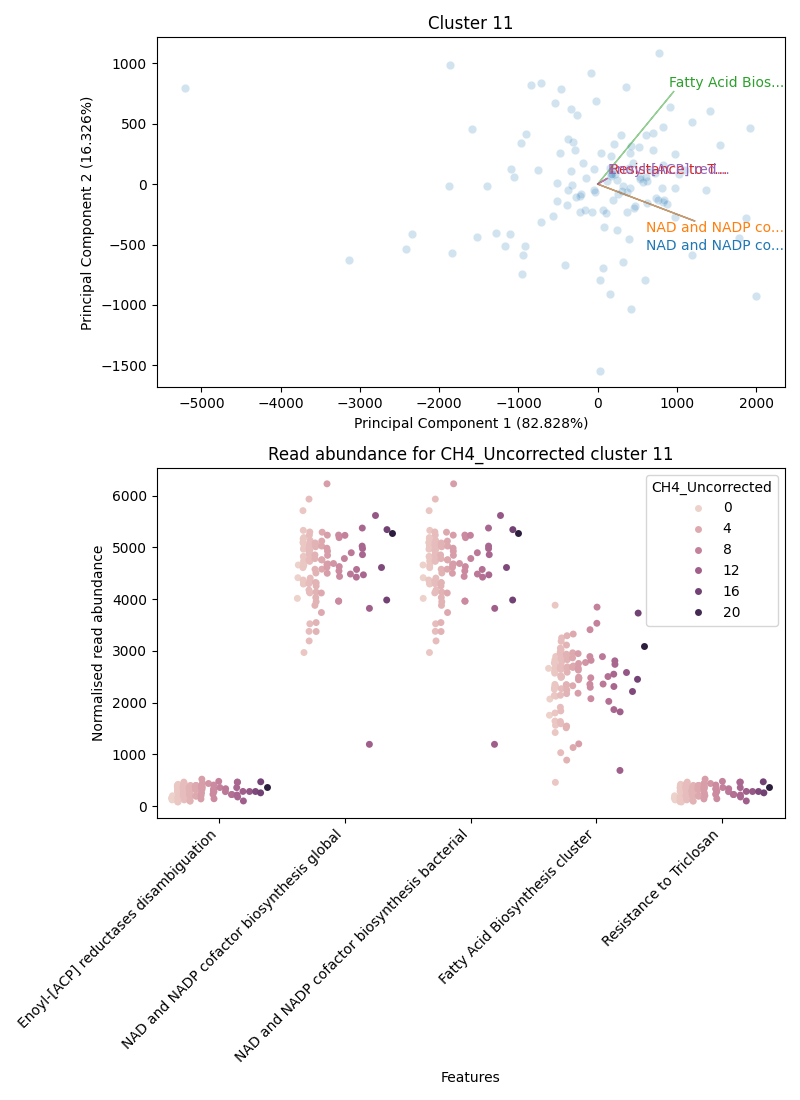 Cluster 11
1000
500
0
−500
−1000
−1500
Principal Component 2 (16.326%)
Fatty Acid Bios...
Resistance to T...
NAD and NADP co...
NAD and NADP co...
−5000 −4000 −3000 −2000 −1000 0 1000 2000
Principal Component 1 (82.828%)
Read abundance for CH4_Uncorrected cluster 11
6000
5000
4000
3000
2000
1000
0
Normalised read abundance
CH4_Uncorrected
0
4
8
12
16
20
Enoyl-[ACP] reductases disambiguation
NAD and NADP cofactor biosynthesis global
NAD and NADP cofactor biosynthesis bacterial
Fatty Acid Biosynthesis cluster
Resistance to Triclosan
Features